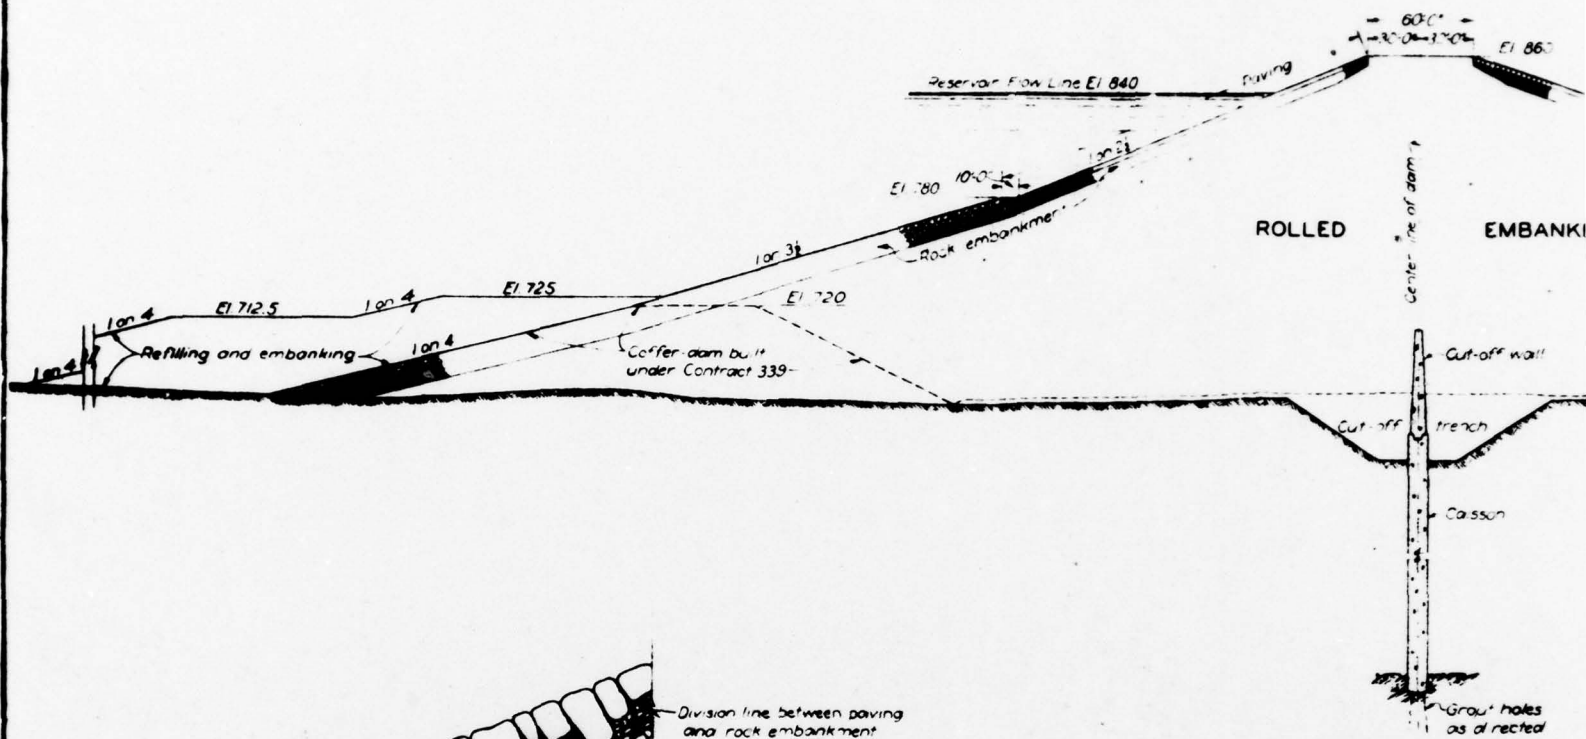 60'-0"
30'-0" 30'-0"
El. 860
Paving
Reservoir Flow Line El. 840
1 on 2½
10'-0"
El. 780
Rock embankment
Center line of dam
ROLLED EMBANK
1 on 3½
El. 725
1 on 4
El. 712.5
1 on 4
El. 720
Refilling and embanking
1 on 4
1 on 4
Coffer-dam built
under Contract 339
Cut-off wall
Cut-off trench
Caisson
Division line between paving
and rock embankment
Grout holes
as directed